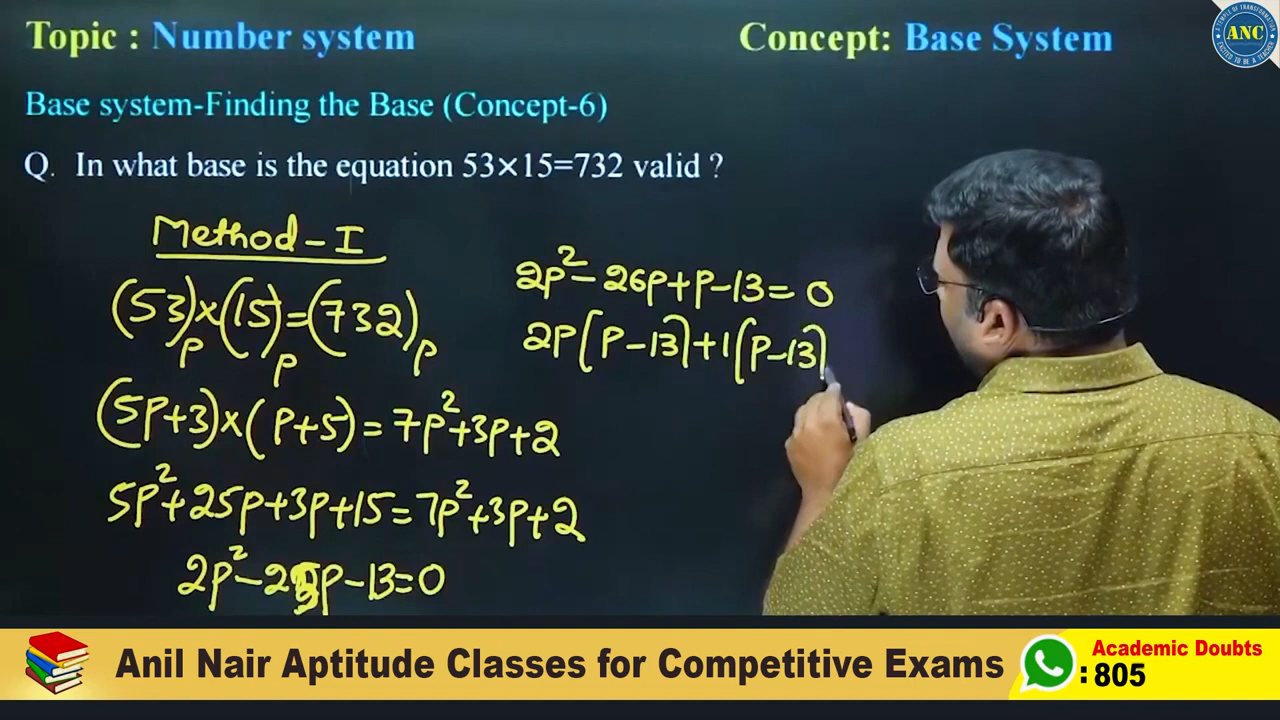 Topic : Number system
Concept: Base System
ANC
Base system-Finding the Base (Concept-6)
Q. In what base is the equation 53×15=732 valid ?
Method - I
(53)p×(15)p=(732)p
(5p+3)×(p+5)=7p²+3p+2
5p²+25p+3p+15=7p²+3p+2
2p²-25p-13=0
2p²-26p+p-13=0
2p(p-13)+1(p-13)
Anil Nair Aptitude Classes for Competitive Exams
Academic Doubts
: 805